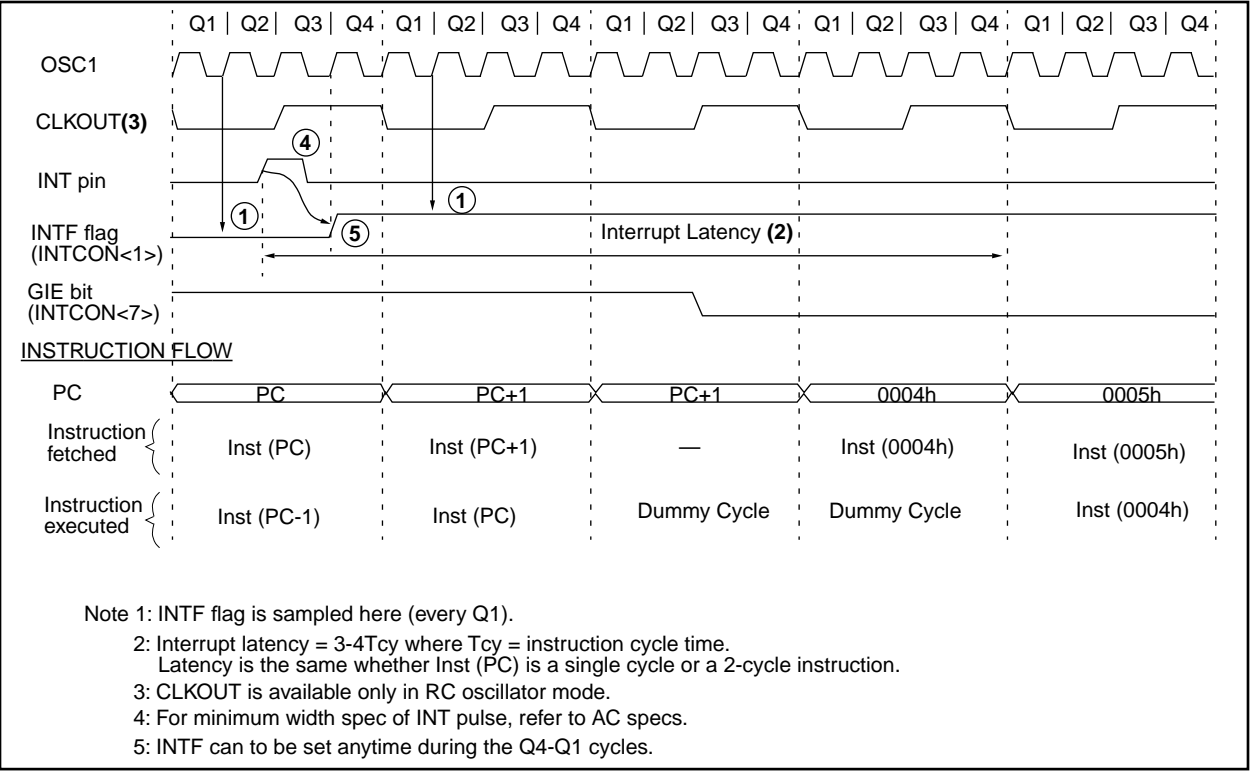 Q1 | Q2 | Q3 | Q4 Q1 | Q2 | Q3 | Q4 Q1 | Q2 | Q3 | Q4 Q1 | Q2 | Q3 | Q4 Q1 | Q2 | Q3 | Q4
OSC1
CLKOUT(3)
4
INT pin
1
1
INTF flag
(INTCON<1>)
5
Interrupt Latency (2)
GIE bit
(INTCON<7>)
INSTRUCTION FLOW
PC PC PC+1 PC+1 0004h 0005h
Instruction
fetched
Inst (PC) Inst (PC+1) — Inst (0004h) Inst (0005h)
Instruction
executed
Inst (PC-1) Inst (PC) Dummy Cycle Dummy Cycle Inst (0004h)
Note 1: INTF flag is sampled here (every Q1).
2: Interrupt latency = 3-4Tcy where Tcy = instruction cycle time.
Latency is the same whether Inst (PC) is a single cycle or a 2-cycle instruction.
3: CLKOUT is available only in RC oscillator mode.
4: For minimum width spec of INT pulse, refer to AC specs.
5: INTF can to be set anytime during the Q4-Q1 cycles.